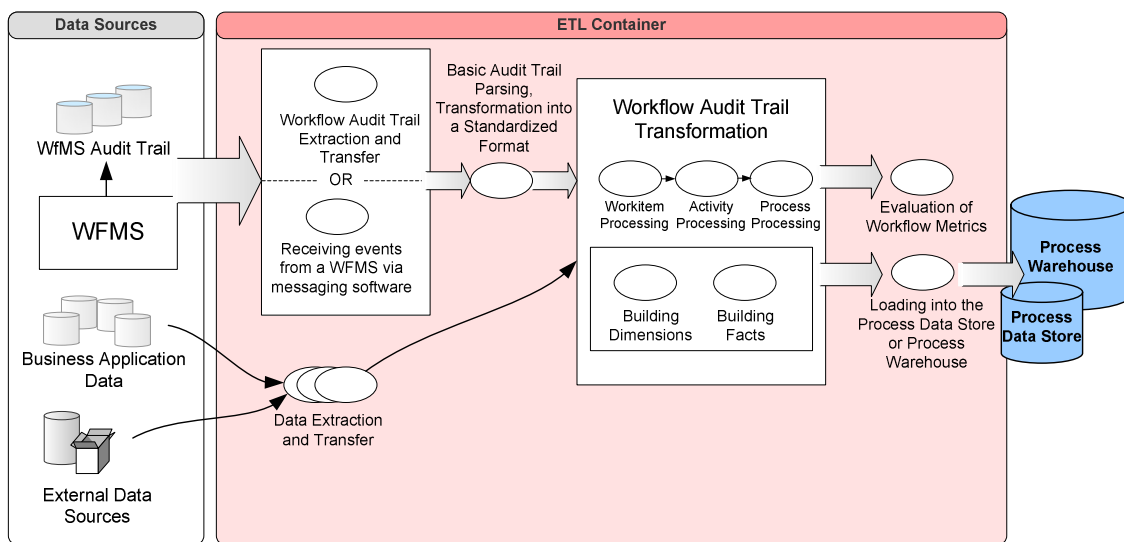 Data Sources
ETL Container
WfMS Audit Trail
WFMS
Business Application
Data
External Data
Sources
Workflow Audit Trail
Extraction and
Transfer
OR
Receiving events
from a WFMS via
messaging software
Data Extraction
and Transfer
Basic Audit Trail
Parsing,
Transformation into
a Standardized
Format
Workflow Audit Trail
Transformation
Workitem
Processing
Activity
Processing
Process
Processing
Building
Dimensions
Building
Facts
Evaluation of
Workflow Metrics
Loading into the
Process Data Store
or Process
Warehouse
Process
Warehouse
Process
Data Store